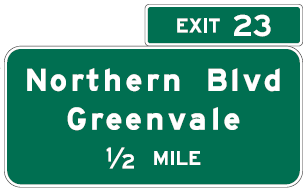 EXIT 23
Northern Blvd
Greenvale
½ MILE